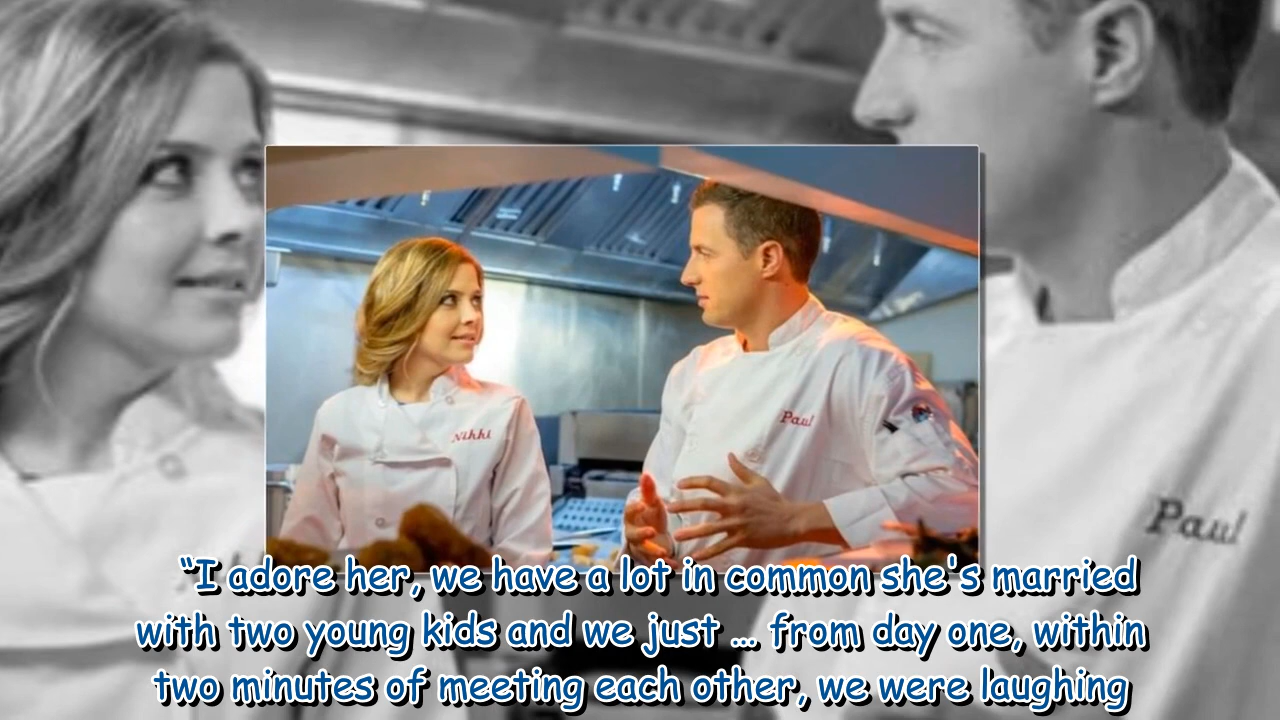 Nikki
Paul
Paul
“I adore her, we have a lot in common she's married
with two young kids and we just ... from day one, within
two minutes of meeting each other, we were laughing